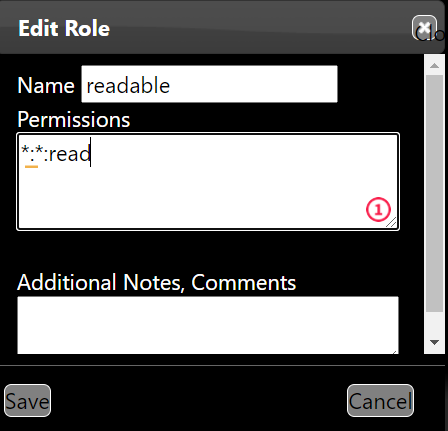 Edit Role
Name readable
Permissions
*:*:read
1
Additional Notes, Comments
Save Cancel